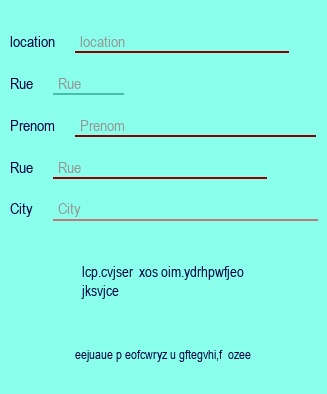 location location
Rue Rue
Prenom Prenom
Rue Rue
City City
lcp.cvjser xos oim.ydrhpwfjeo
jksvjce
eejuaue p eofcwryz u gftegvhi,f ozee